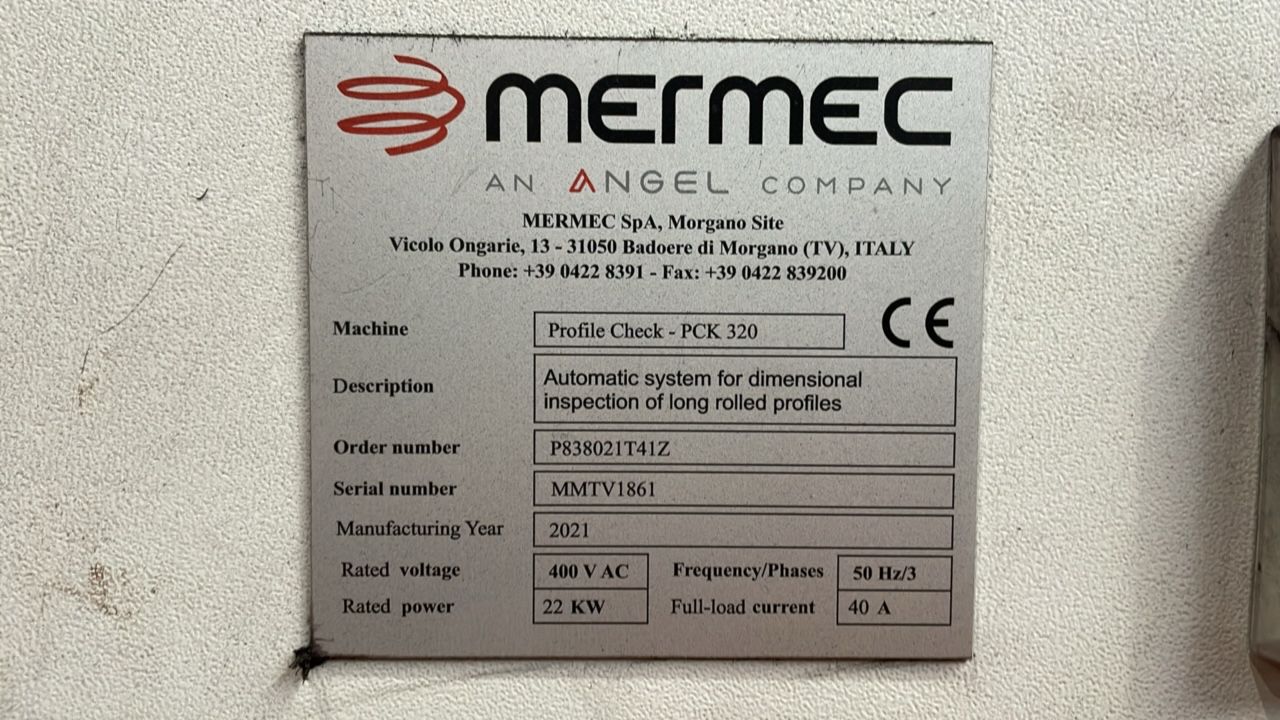 mermec
AN ANGEL COMPANY
MERMEC SpA, Morgano Site
Vicolo Ongarie, 13 - 31050 Badoere di Morgano (TV), ITALY
Phone: +39 0422 8391 - Fax: +39 0422 839200
Machine Profile Check - PCK 320 CE
Description Automatic system for dimensional
inspection of long rolled profiles
Order number P838021T41Z
Serial number MMTV1861
Manufacturing Year 2021
Rated voltage 400 V AC Frequency/Phases 50 Hz/3
Rated power 22 KW Full-load current 40 A